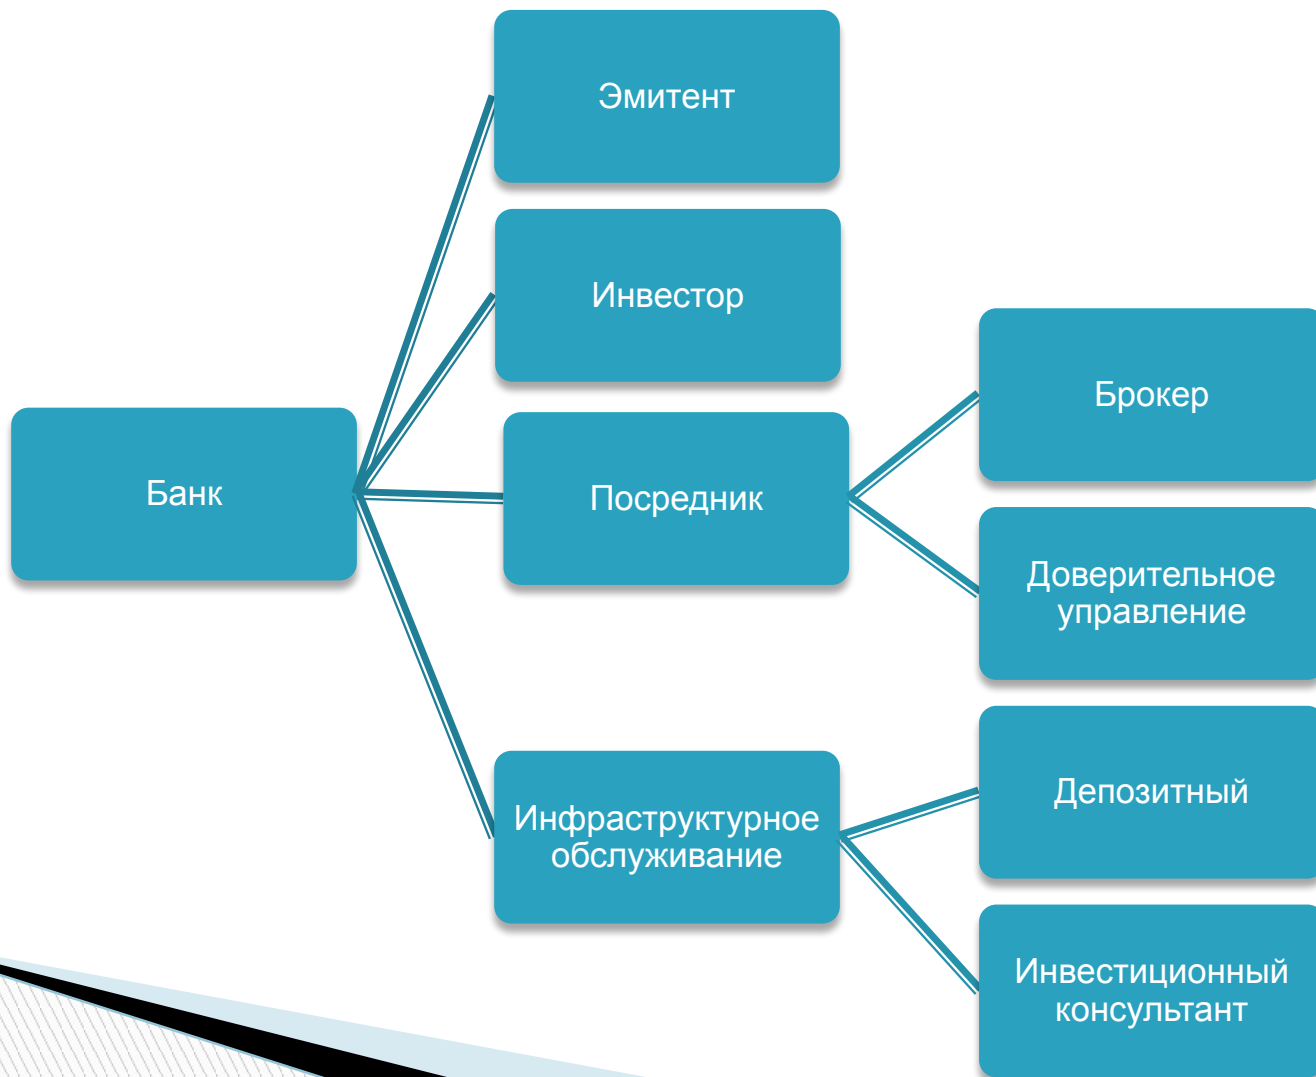 Эмитент
Инвестор
Банк
Посредник
Брокер
Доверительное
управление
Инфраструктурное
обслуживание
Депозитный
Инвестиционный
консультант